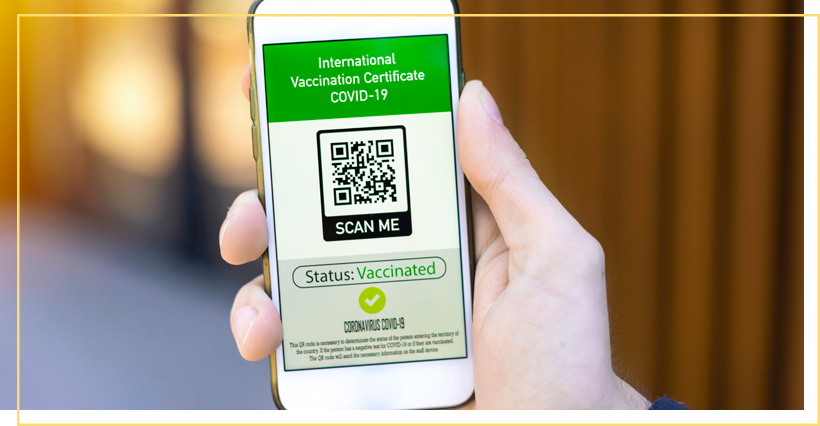 International
Vaccination Certificate
COVID-19
SCAN ME
Status: Vaccinated
CORONAVIRUS COVID-19
This QR code is necessary to determinate the status of the person entering the territory of
the country. If the person has a negative test for COVID-19 or if they are vaccinated.
The QR code will send the necessary information on the staff device.